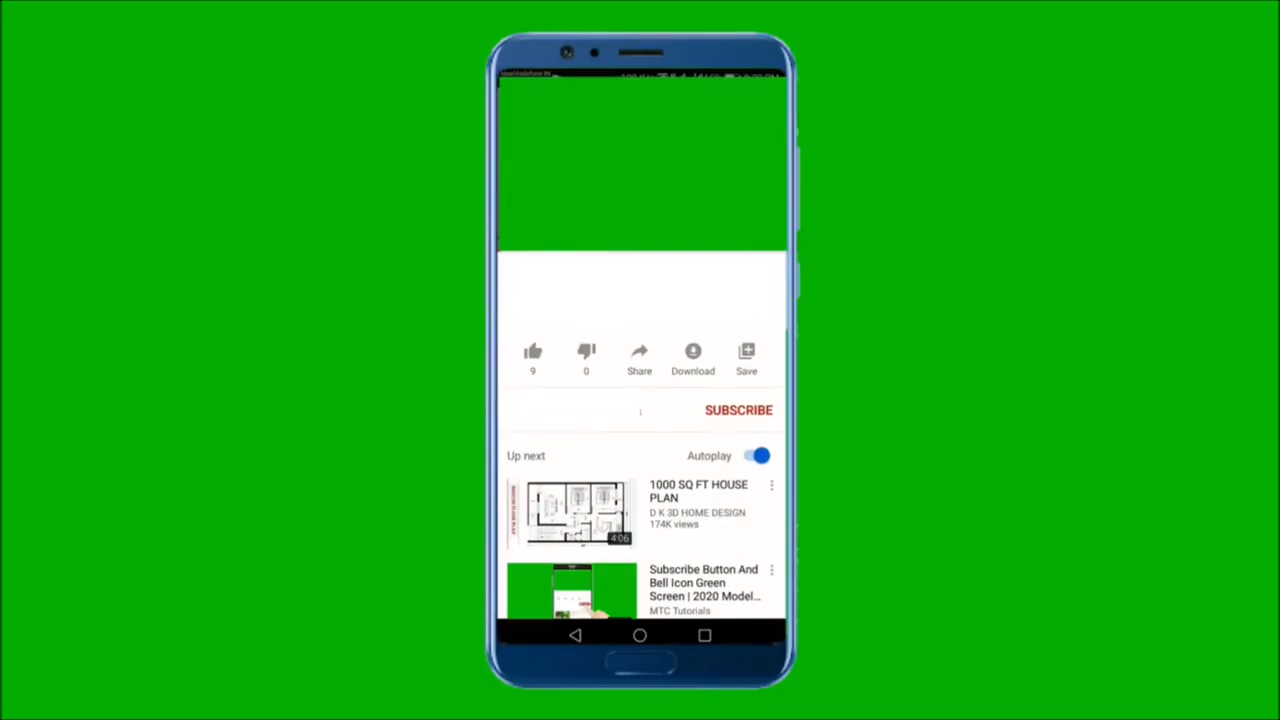 9
0
Share
Download
Save
SUBSCRIBE
Up next
Autoplay
1000 SQ FT HOUSE
PLAN
D K 3D HOME DESIGN
174K views
4:06
Subscribe Button And
Bell Icon Green
Screen | 2020 Model...
MTC Tutorials